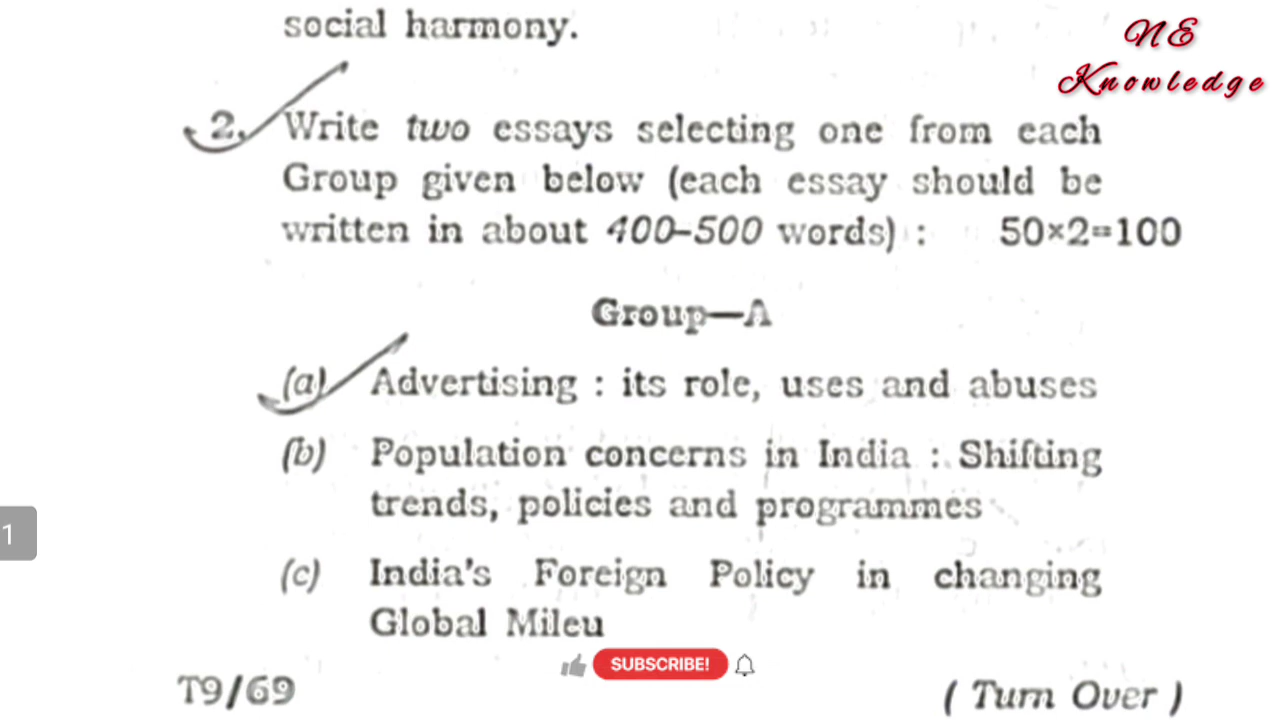 social harmony.
NE
Knowledge
2. Write two essays selecting one from each
Group given below (each essay should be
written in about 400–500 words) : 50×2=100
Group—A
(a) Advertising : its role, uses and abuses
(b) Population concerns in India : Shifting
trends, policies and programmes
1
(c) India's Foreign Policy in changing
Global Mileu
SUBSCRIBE!
T9/69 ( Turn Over )